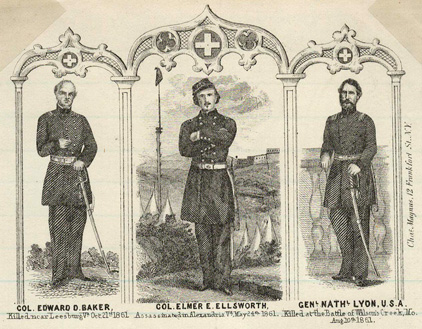 COL. EDWARD D. BAKER,
Killed near Leesburg Va Oct. 21st 1861.
COL. ELMER E. ELLSWORTH,
Assassinated in Alexandria Va May 24th 1861.
GENL NATHL LYON, U.S.A.
Killed at the Battle of Wilson's Creek, Mo.
Aug. 10th 1861.
Chas. Magnus, 12 Frankfort St. N.Y.